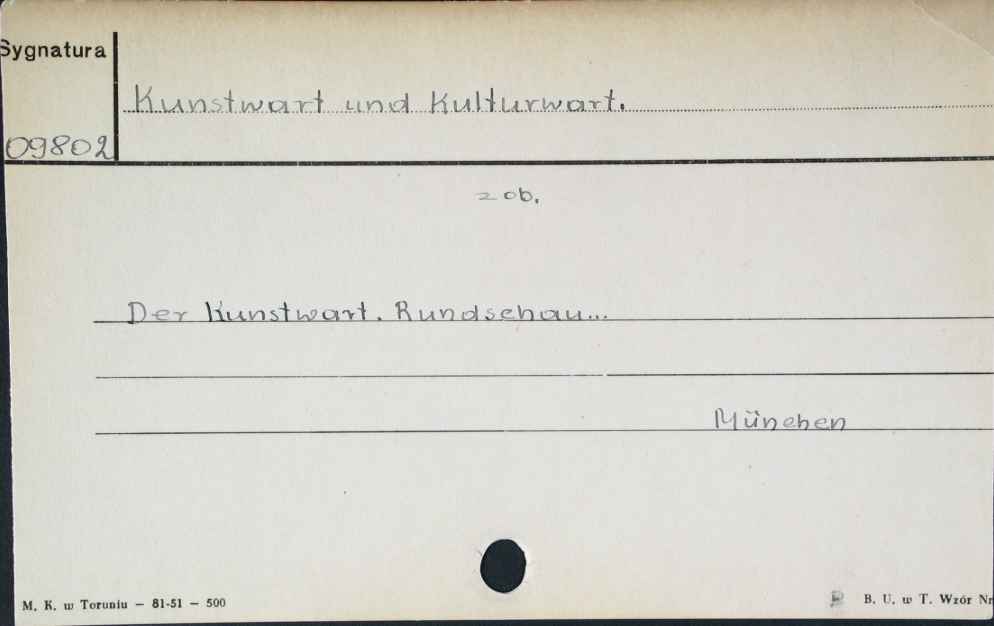 Sygnatura
Kunstwart und Kulturwart.
09802
zob.
Der Kunstwart. Rundschau...
München
M. K. w Toruniu — 81-51 — 500
B. U. w T. Wzór Nr